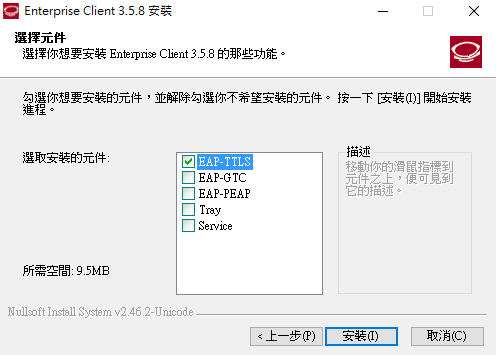 Enterprise Client 3.5.8 安裝
選擇元件
選擇你想要安裝 Enterprise Client 3.5.8 的那些功能。
勾選你想要安裝的元件，並解除勾選你不希望安裝的元件。 按一下 [安裝(I)] 開始安裝
進程。
選取安裝的元件:
EAP-TTLS
EAP-GTC
EAP-PEAP
Tray
Service
描述
移動你的滑鼠指標到
元件之上，便可見到
它的描述。
所需空間: 9.5MB
Nullsoft Install System v2.46.2-Unicode
< 上一步(P)
安裝(I)
取消(C)